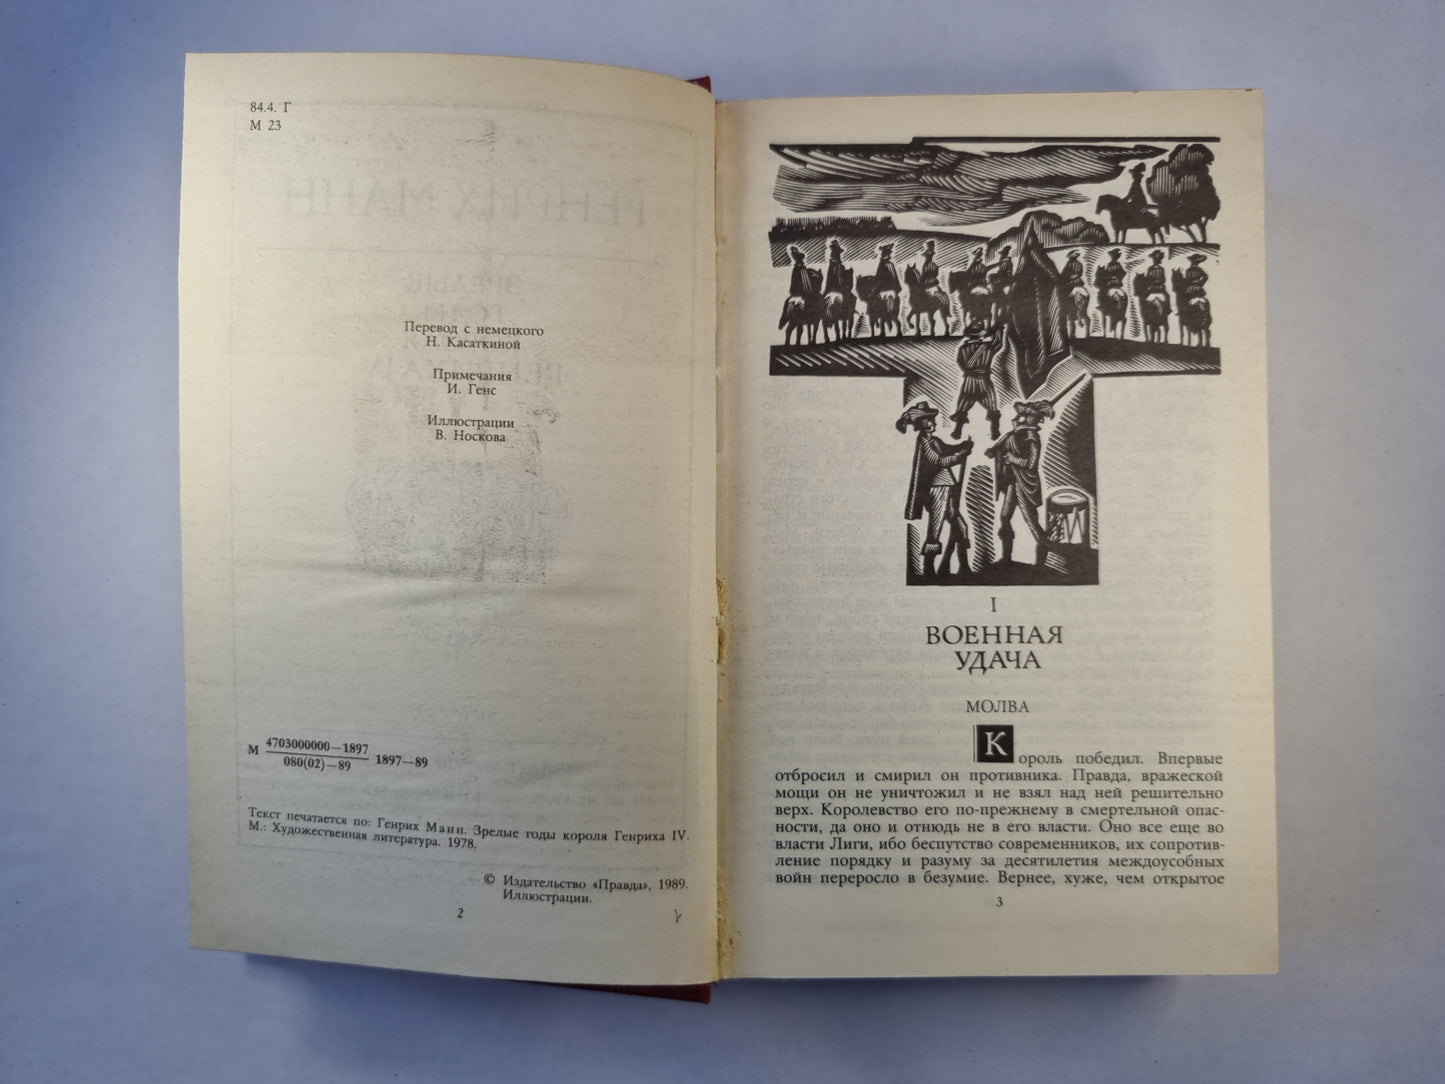 84.4. Г
М 23
Перевод с немецкого
Н. Касаткиной
Примечания
И. Генс
Иллюстрации
В. Носкова
М 4703000000—1897
080(02)—89
1897—89
Текст печатается по: Генрих Манн. Зрелые годы короля Генриха IV.
М.: Художественная литература. 1978.
© Издательство «Правда», 1989.
Иллюстрации.
2
I
ВОЕННАЯ
УДАЧА
МОЛВА
Король победил. Впервые
отбросил и смирил он противника. Правда, вражеской
мощи он не уничтожил и не взял над ней решительно
верх. Королевство его по-прежнему в смертельной опас-
ности, да оно и отнюдь не в его власти. Оно все еще во
власти Лиги, ибо беспутство современников, их сопротив-
ление порядку и разуму за десятилетия междоусобных
войн переросло в безумие. Вернее, хуже, чем открытое
3